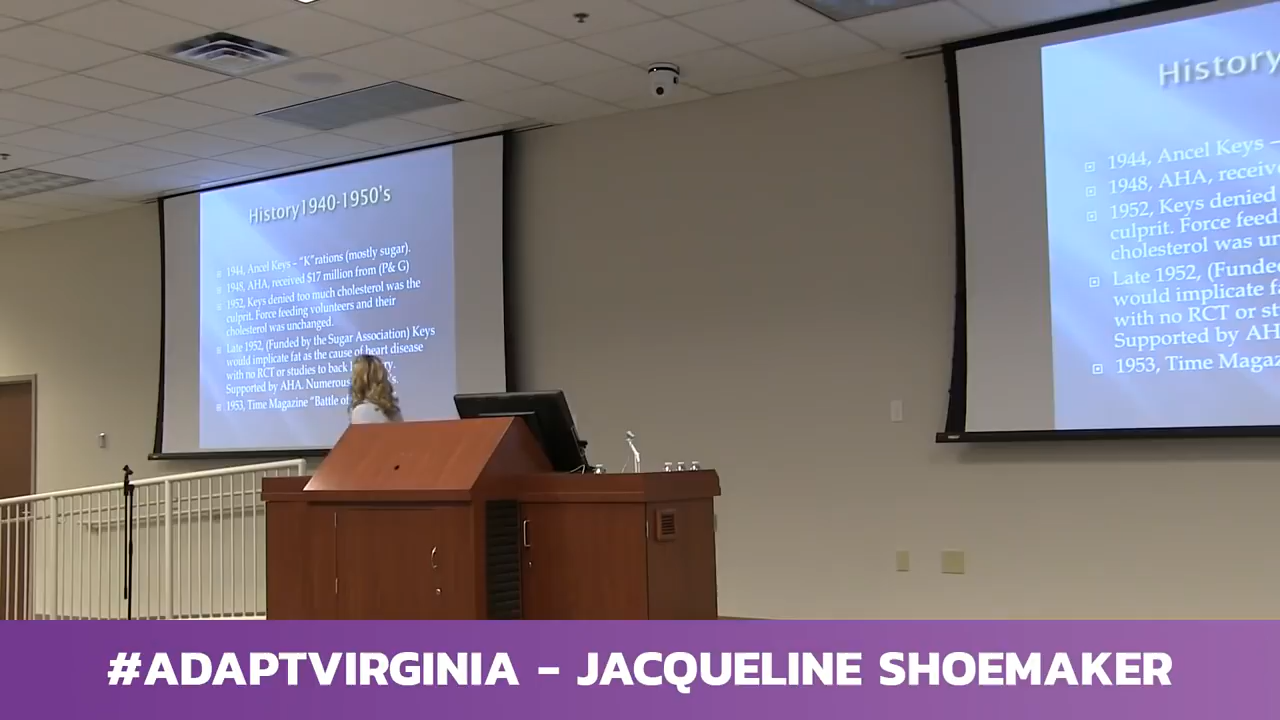 History 1940-1950's
1944, Ancel Keys – "K"rations (mostly sugar).
1948, AHA, received $17 million from (P& G)
1952, Keys denied too much cholesterol was the
culprit. Force feeding volunteers and their
cholesterol was unchanged.
Late 1952, (Funded by the Sugar Association) Keys
would implicate fat as the cause of heart disease
with no RCT or studies to back
Supported by AHA. Numerous
1953, Time Magazine "Battle of
History
1944, Ancel Keys –
1948, AHA, receiv
1952, Keys denied
culprit. Force feed
cholesterol was un
Late 1952, (Funde
would implicate fa
with no RCT or st
Supported by AH
1953, Time Magaz
#ADAPTVIRGINIA - JACQUELINE SHOEMAKER